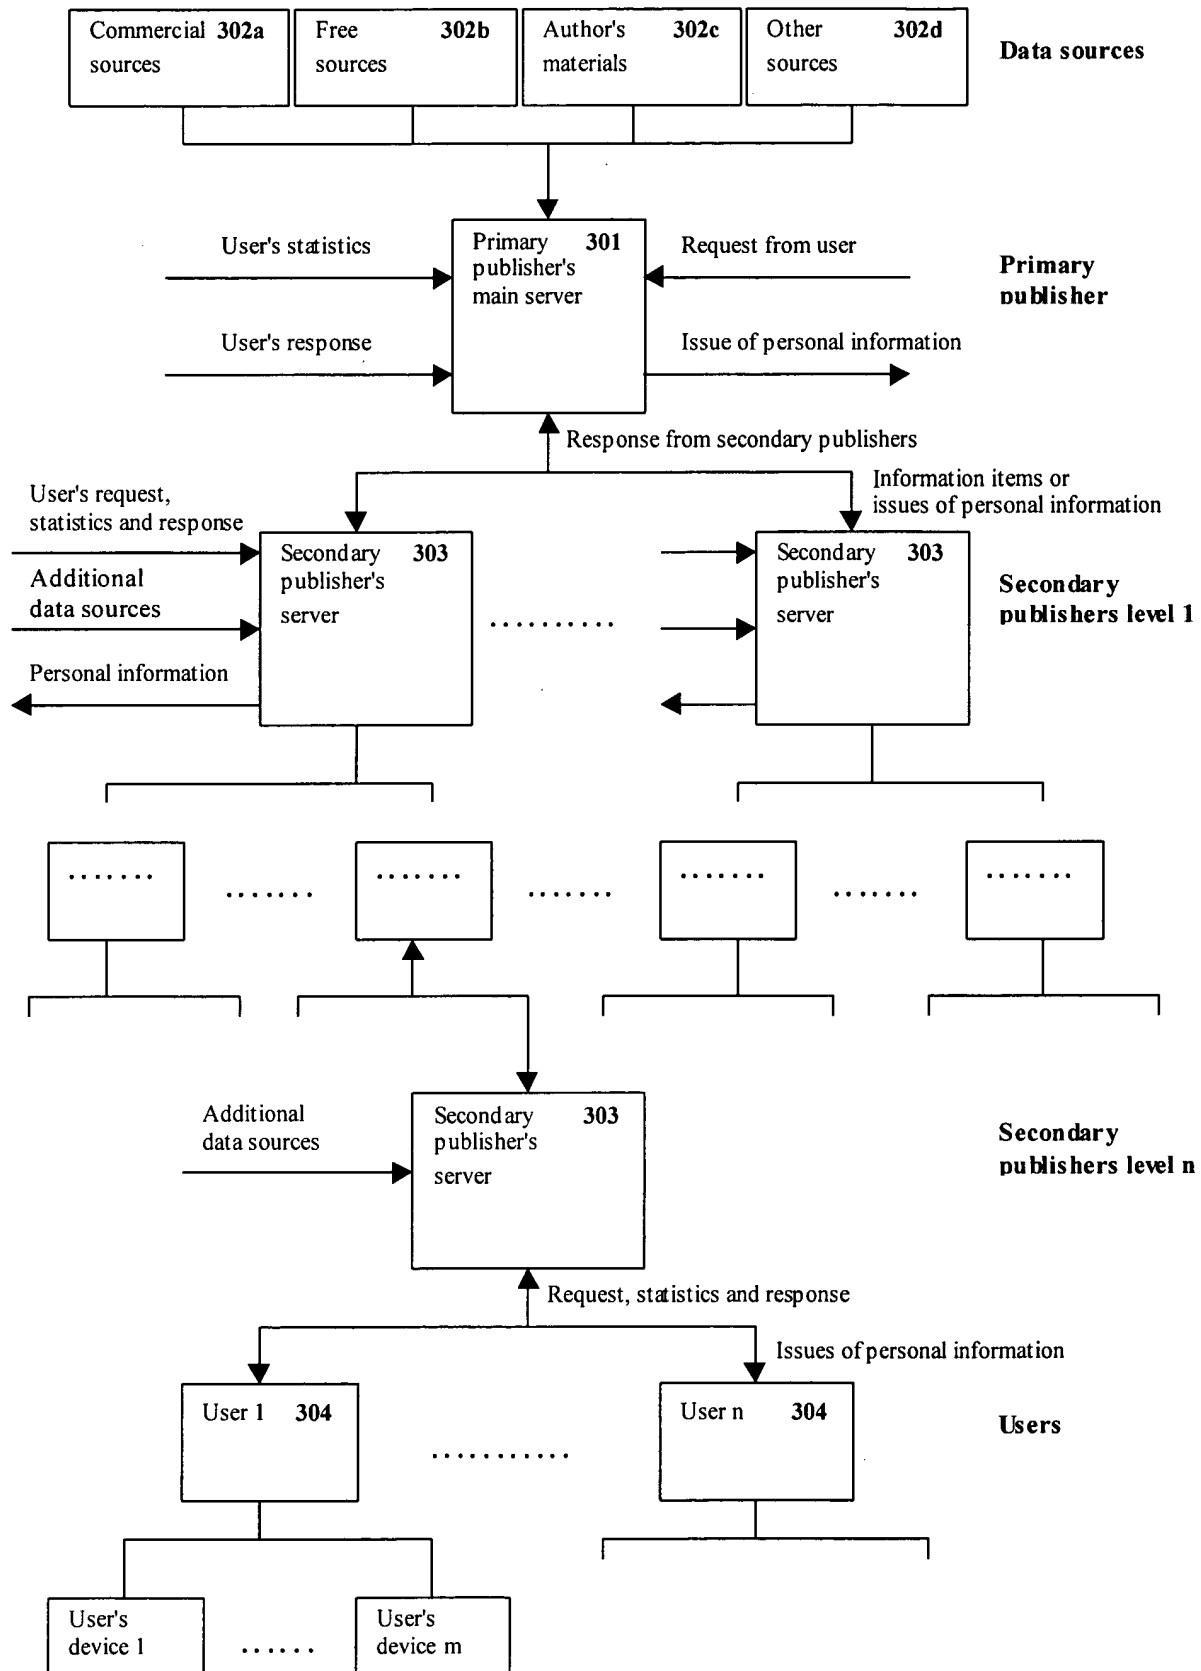 Commercial 302a
sources
Free 302b
sources
Author's 302c
materials
Other 302d
sources
Data sources
User's statistics
User's response
Primary 301
publisher's
main server
Request from user
Issue of personal information
Primary
publisher
Response from secondary publishers
Information items or
issues of personal information
User's request,
statistics and response
Additional
data sources
Personal information
Secondary 303
publisher's
server
..........
Secondary 303
publisher's
server
Secondary
publishers level 1
.......
.......
.......
.......
.......
.......
.......
Additional
data sources
Secondary 303
publisher's
server
Secondary
publishers level n
Request, statistics and response
Issues of personal information
User 1 304
...........
User n 304
Users
User's
device 1
......
User's
device m